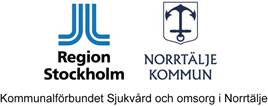 Region
Stockholm
NORRTÄLJE
KOMMUN
Kommunalförbundet Sjukvård och omsorg i Norrtälje